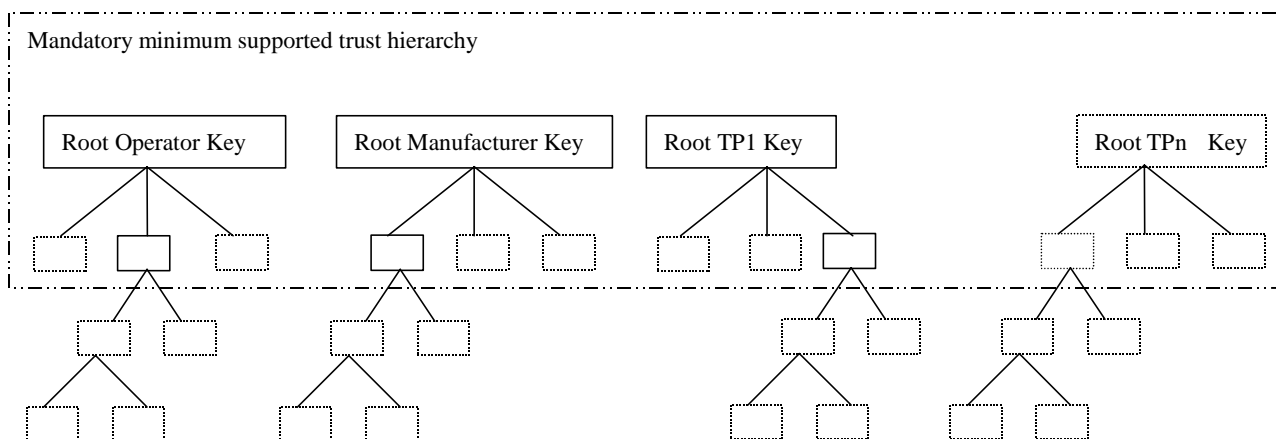 Mandatory minimum supported trust hierarchy
Root Operator Key
Root Manufacturer Key
Root TP1 Key
Root TPn Key